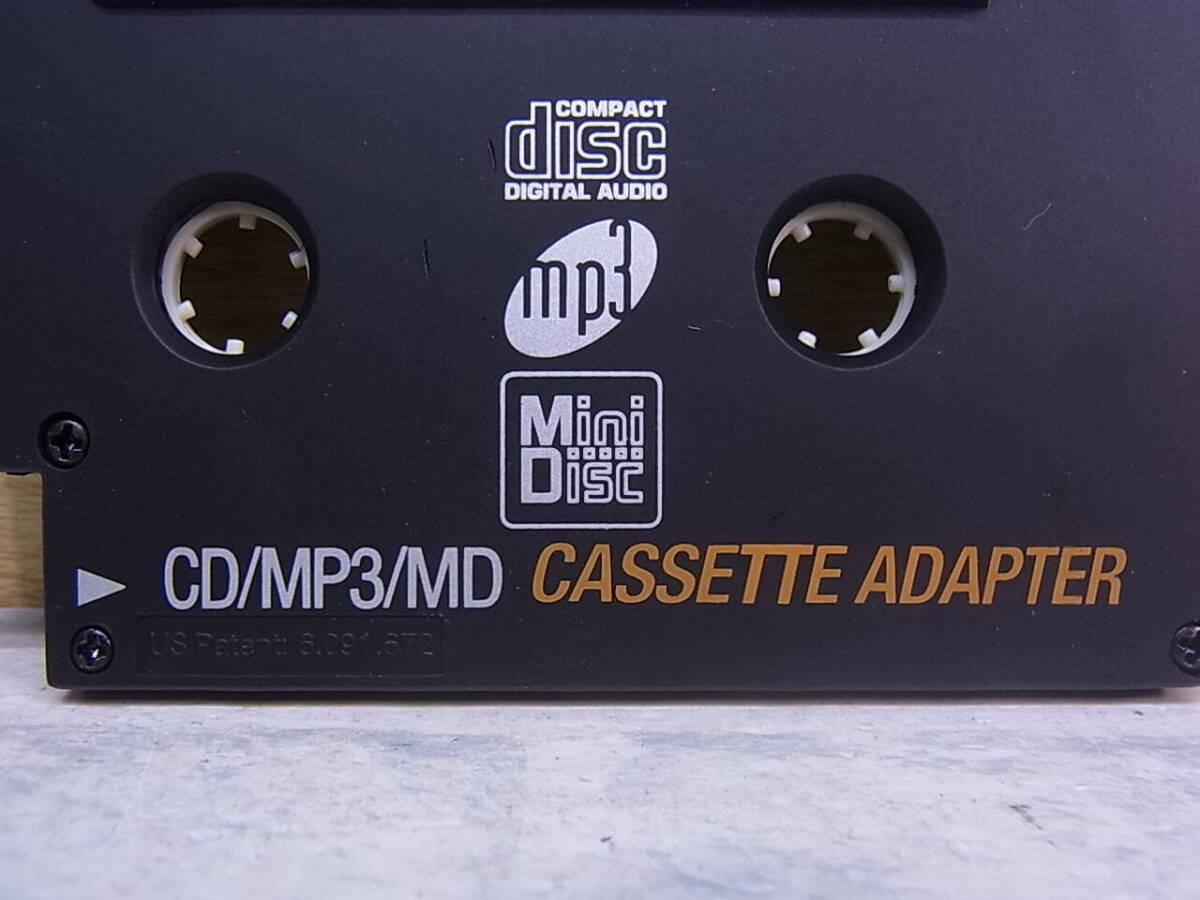 COMPACT
disc
DIGITAL AUDIO
mp3
Mini
Disc
CD/MP3/MD CASSETTE ADAPTER
US Patent: 6.091.672